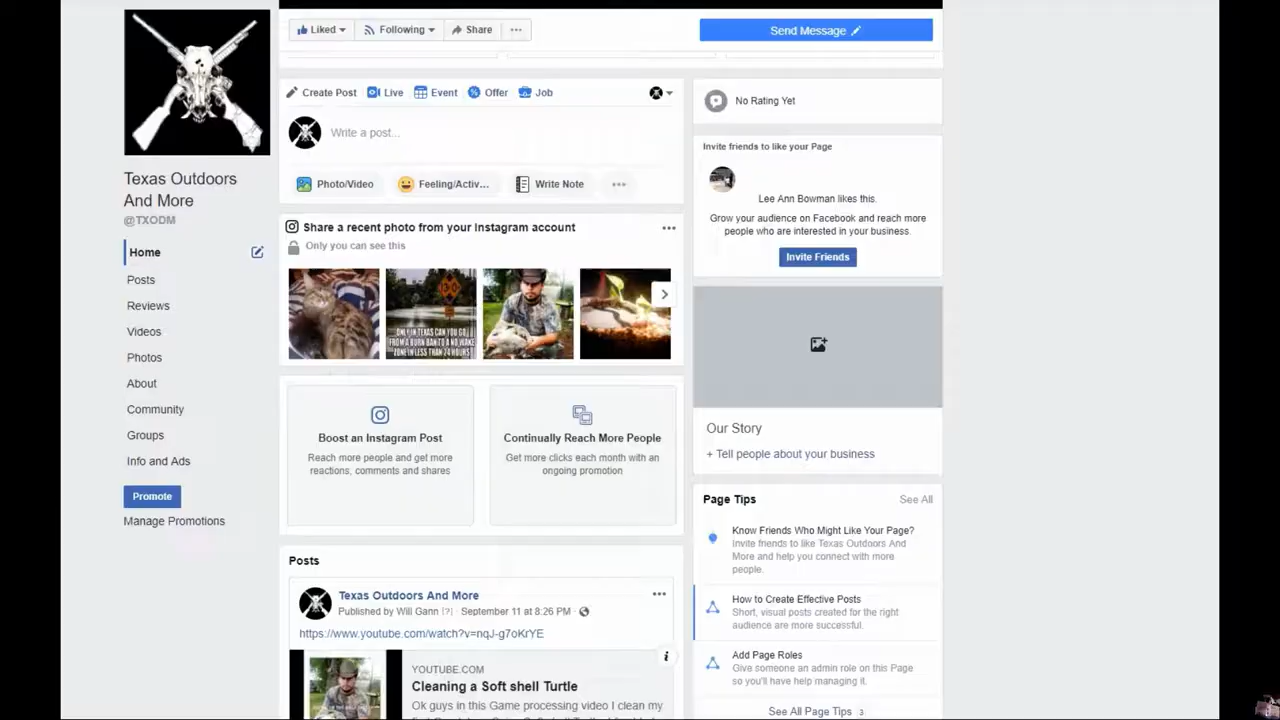 Liked
Following
Share
Send Message
Create Post
Live
Event
Offer
Job
Write a post...
Photo/Video
Feeling/Activ...
Write Note
Texas Outdoors
And More
@TXODM
Home
Posts
Reviews
Videos
Photos
About
Community
Groups
Info and Ads
Promote
Manage Promotions
Share a recent photo from your Instagram account
Only you can see this
ONLY IN TEXAS CAN YOU GO
FROM A BURN BAN TO A NO WAKE
ZONE IN LESS THAN 24 HOURS
Boost an Instagram Post
Reach more people and get more
reactions, comments and shares
Continually Reach More People
Get more clicks each month with an
ongoing promotion
Posts
Texas Outdoors And More
Published by Will Gann [?] · September 11 at 8:26 PM ·
https://www.youtube.com/watch?v=nqJ-g7oKrYE
YOUTUBE.COM
Cleaning a Soft shell Turtle
Ok guys in this Game processing video I clean my
No Rating Yet
Invite friends to like your Page
Lee Ann Bowman likes this.
Grow your audience on Facebook and reach more
people who are interested in your business.
Invite Friends
Our Story
+ Tell people about your business
Page Tips
See All
Know Friends Who Might Like Your Page?
Invite friends to like Texas Outdoors And
More and help you connect with more
people.
How to Create Effective Posts
Short, visual posts created for the right
audience are more successful.
Add Page Roles
Give someone an admin role on this Page
so you'll have help managing it.
See All Page Tips 3